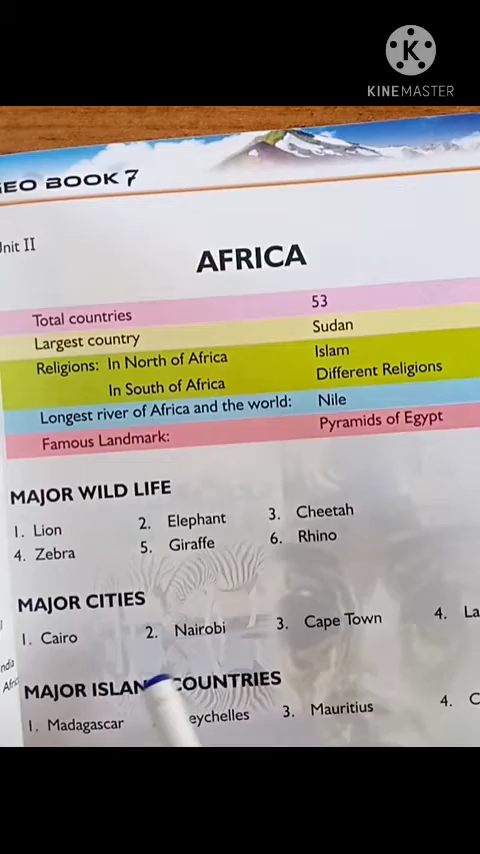 KINEMASTER
GEO BOOK 7
Unit II
AFRICA
Total countries 53
Largest country Sudan
Religions: In North of Africa Islam
In South of Africa Different Religions
Longest river of Africa and the world: Nile
Famous Landmark: Pyramids of Egypt
MAJOR WILD LIFE
1. Lion 2. Elephant 3. Cheetah
4. Zebra 5. Giraffe 6. Rhino
MAJOR CITIES
1. Cairo 2. Nairobi 3. Cape Town 4. La
MAJOR ISLAN COUNTRIES
1. Madagascar eychelles 3. Mauritius 4. C